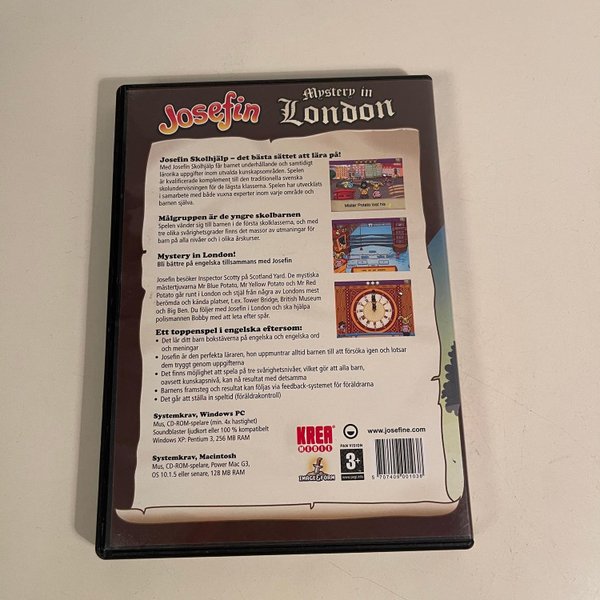 Josefin
Mystery in
London
Josefin Skolhjälp – det bästa sättet att lära på!
Med Josefin Skolhjälp får barnet underhållande och samtidigt
lärorika uppgifter inom utvalda kunskapsområden. Spelen
är kvalificerade komplement till den traditionella svenska
skolundervisningen för de lägsta klasserna. Spelen har utvecklats
i samarbete med både vuxna experter inom varje område och
barnen själva.
Målgruppen är de yngre skolbarnen
Spelen vänder sig till barnen i de första skolklasserna, och med
tre olika svårighetsgrader finns det massor av utmaningar för
barn på alla nivåer och i olika årskurser.
Mystery in London!
Bli bättre på engelska tillsammans med Josefin
Josefin besöker Inspector Scotty på Scotland Yard. De mystiska
mästertjuvarna Mr Blue Potato, Mr Yellow Potato och Mr Red
Potato går runt i London och stjäl från några av Londons mest
berömda och kända platser, t.ex. Tower Bridge, British Museum
och Big Ben. Du följer med Josefin i London och ska hjälpa
polismannen Bobby med att leta efter spår.
Ett toppenspel i engelska eftersom:
• Det lär ditt barn bokstäverna på engelska och engelska ord
och meningar
• Josefin är den perfekta läraren, hon uppmuntrar alltid barnen till att försöka igen och lotsar
dem tryggt genom uppgifterna
• Det finns möjlighet att spela på tre svårighetsnivåer, vilket gör att alla barn,
oavsett kunskapsnivå, kan nå resultat med detsamma
• Barnens framsteg och resultat kan följas via feedback-systemet för föräldrarna
• Det går att ställa in speltid (föräldrakontroll)
Systemkrav, Windows PC
Mus, CD-ROM-spelare (min. 4x hastighet)
Soundblaster ljudkort eller 100 % kompatibelt
Windows XP: Pentium 3, 256 MB RAM
Systemkrav, Macintosh
Mus, CD-ROM-spelare, Power Mac G3,
OS 10.1.5 eller senare, 128 MB RAM
KREA
MEDIE
IMAGE & FORM
PAN VISION
3+
www.pegi.info
www.josefine.com
5 707409 001038